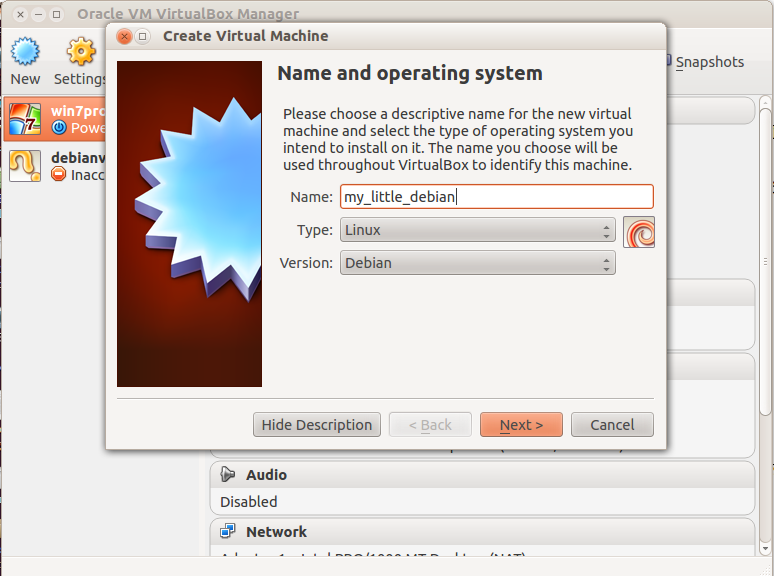 Oracle VM VirtualBox Manager
Create Virtual Machine
New
Settings
Snapshots
win7pro
Powe
debianv
Inacc
Name and operating system
Please choose a descriptive name for the new virtual
machine and select the type of operating system you
intend to install on it. The name you choose will be
used throughout VirtualBox to identify this machine.
Name: my_little_debian
Type: Linux
Version: Debian
Hide Description
< Back
Next >
Cancel
Audio
Disabled
Network